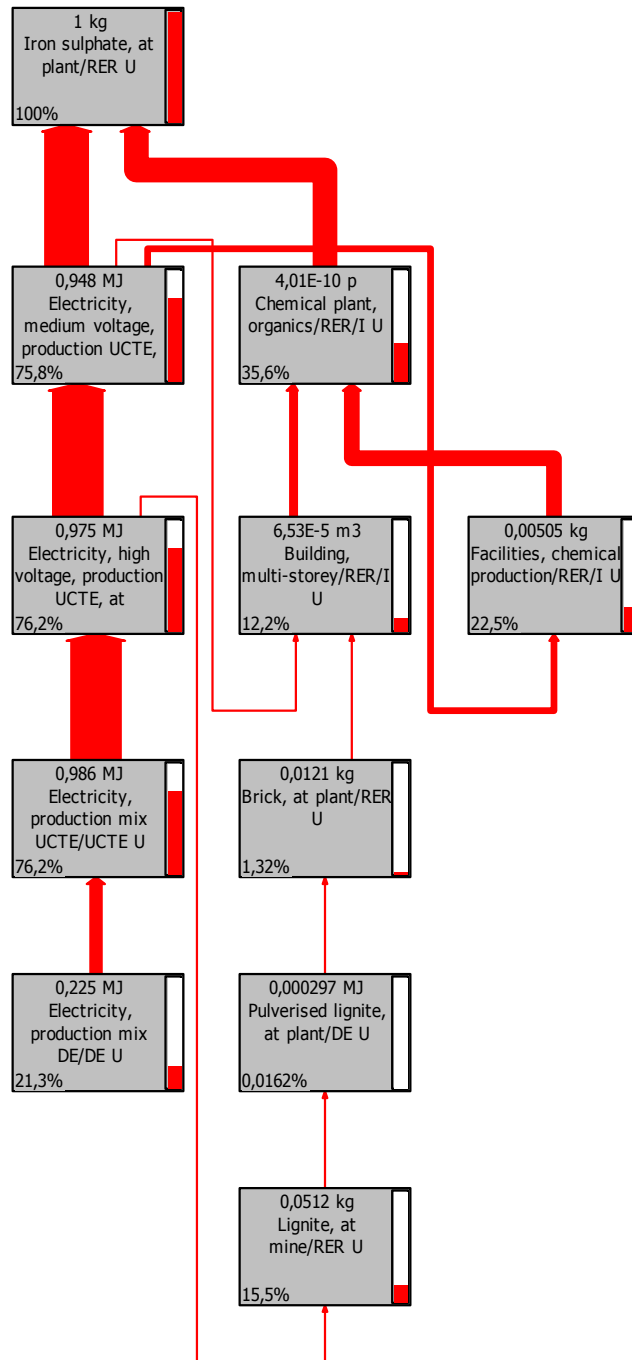 1 kg
Iron sulphate, at
plant/RER U
100%
0,948 MJ
Electricity,
medium voltage,
production UCTE,
75,8%
4,01E-10 p
Chemical plant,
organics/RER/I U
35,6%
0,975 MJ
Electricity, high
voltage, production
UCTE, at
76,2%
6,53E-5 m3
Building,
multi-storey/RER/I
U
12,2%
0,00505 kg
Facilities, chemical
production/RER/I U
22,5%
0,986 MJ
Electricity,
production mix
UCTE/UCTE U
76,2%
0,0121 kg
Brick, at plant/RER
U
1,32%
0,225 MJ
Electricity,
production mix
DE/DE U
21,3%
0,000297 MJ
Pulverised lignite,
at plant/DE U
0,0162%
0,0512 kg
Lignite, at
mine/RER U
15,5%